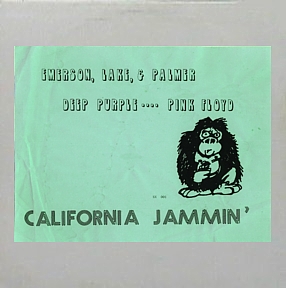 EMERSON, LAKE, & PALMER
DEEP PURPLE.... PINK FLOYD
CALIFORNIA JAMMIN'